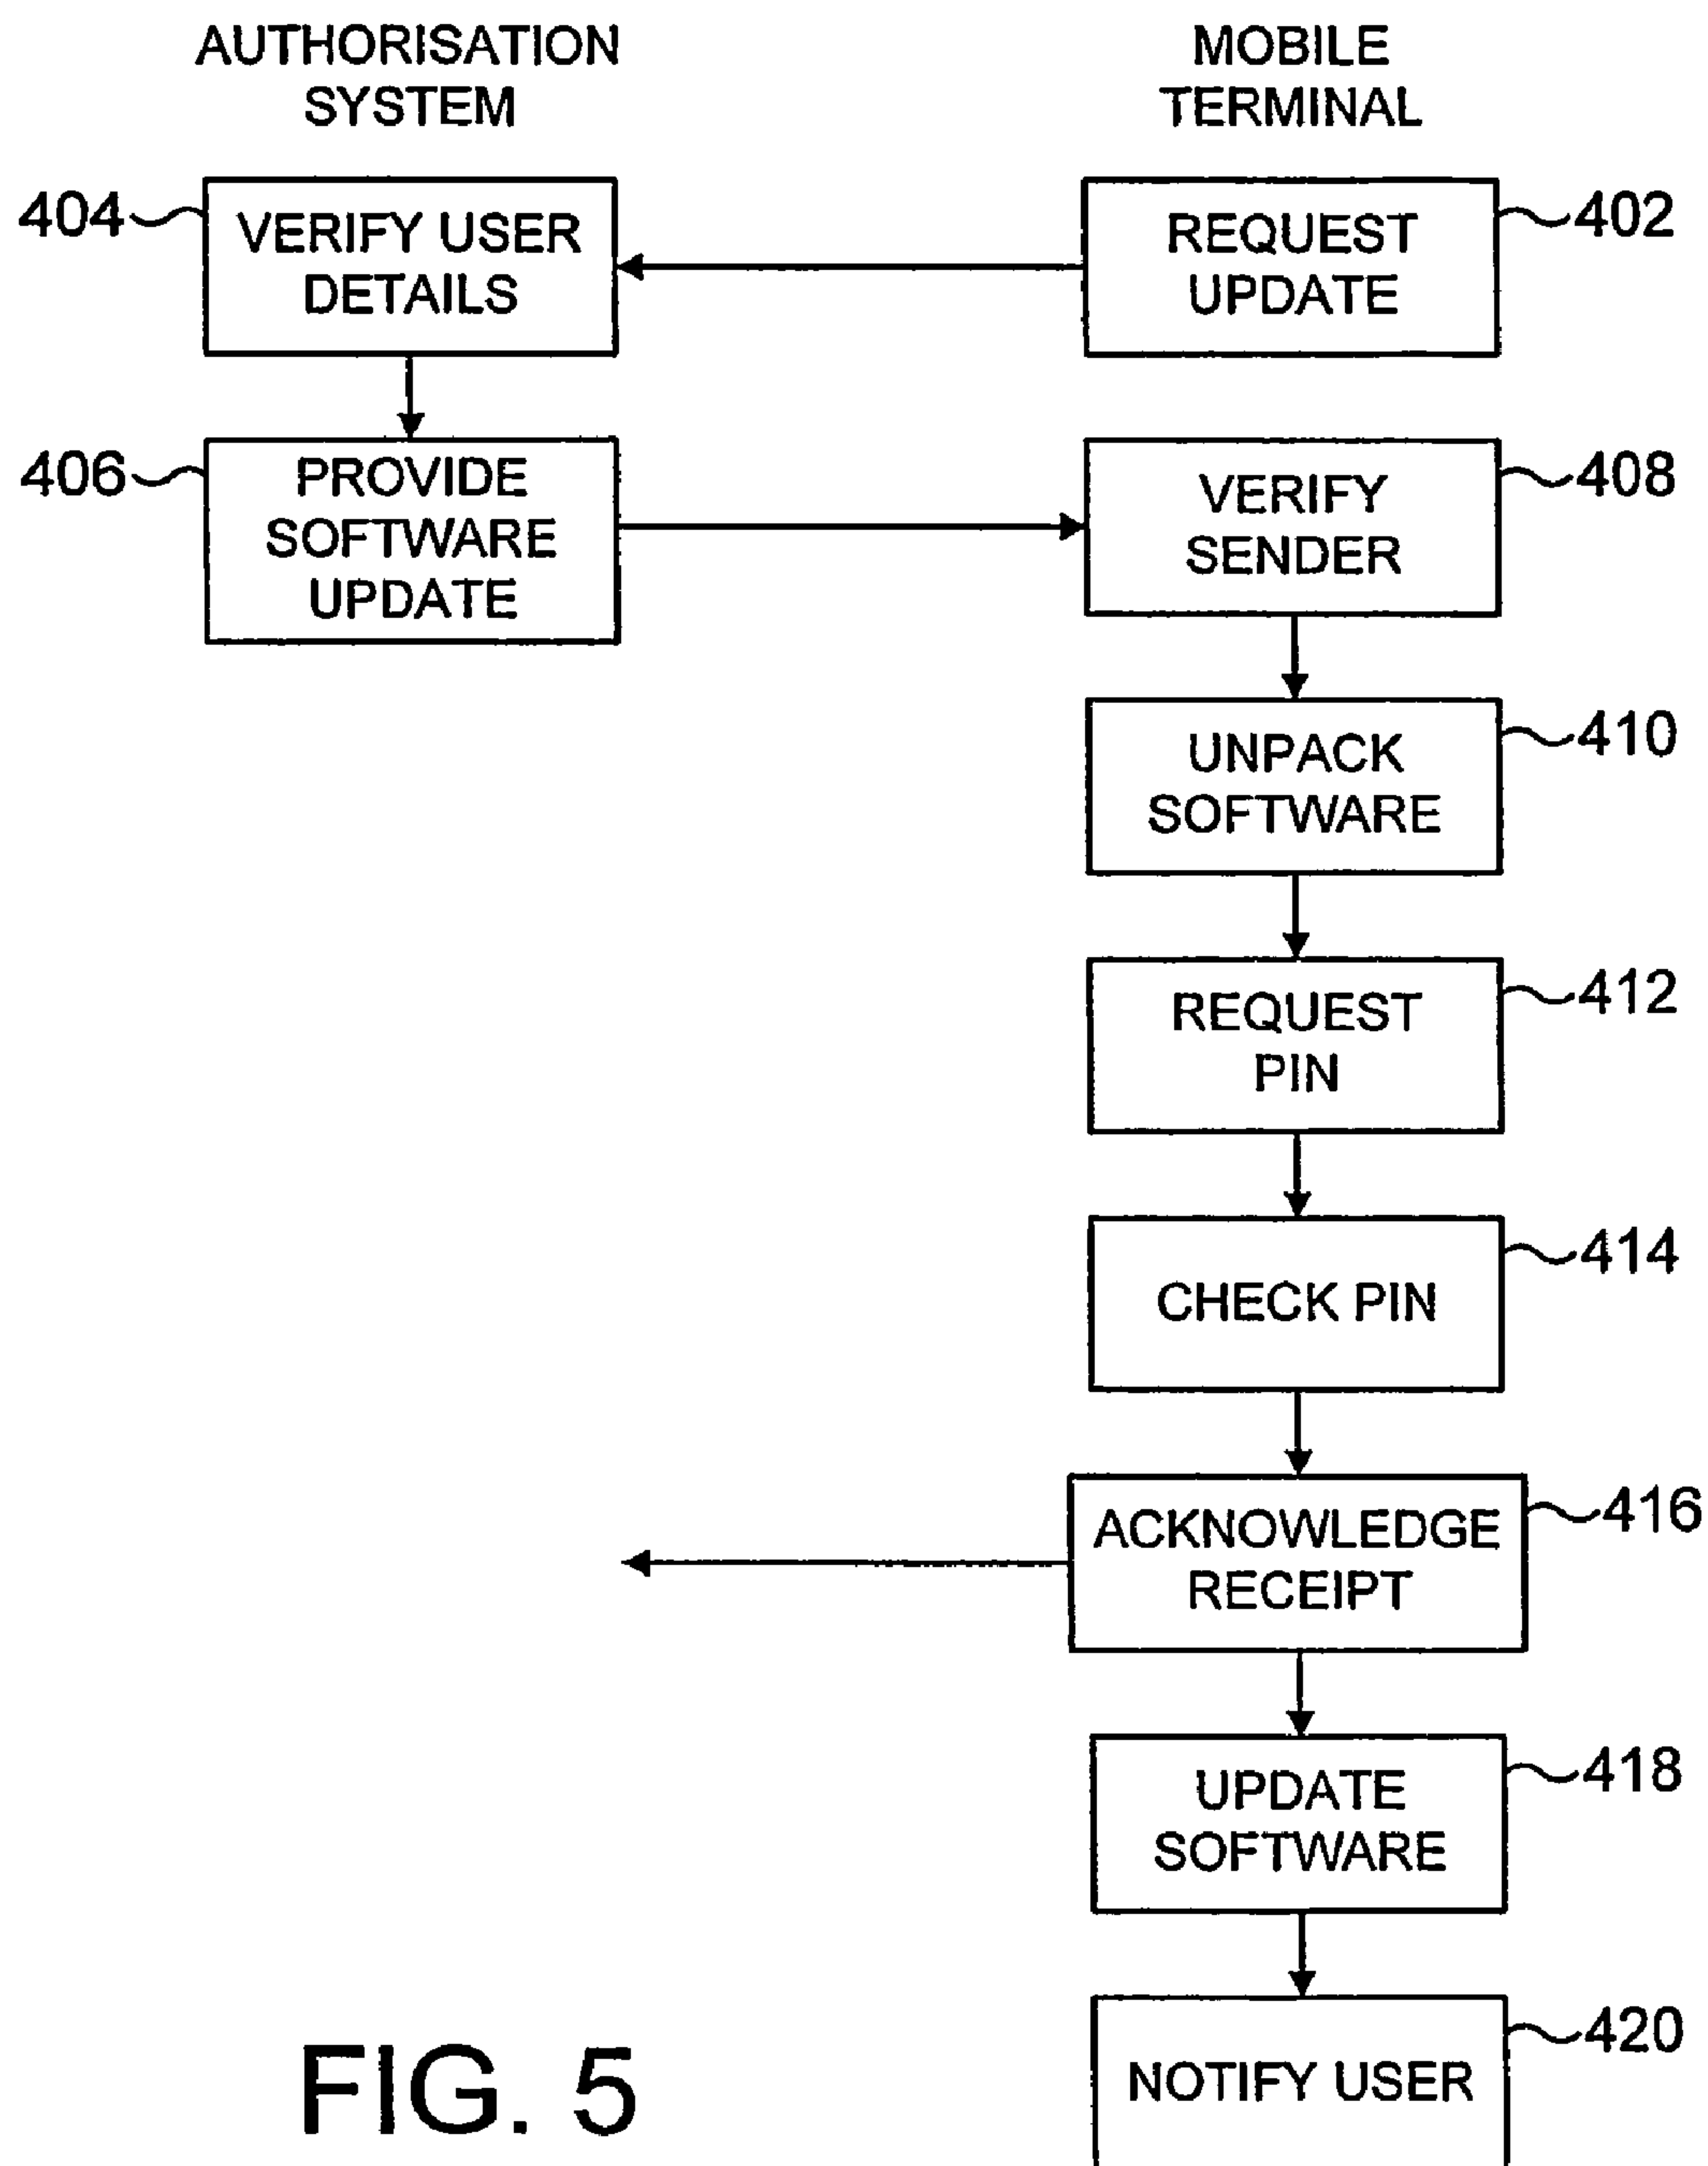 AUTHORISATION
SYSTEM
MOBILE
TERMINAL
404
VERIFY USER
DETAILS
REQUEST
UPDATE
402
406
PROVIDE
SOFTWARE
UPDATE
VERIFY
SENDER
408
UNPACK
SOFTWARE
410
REQUEST
PIN
412
CHECK PIN
414
ACKNOWLEDGE
RECEIPT
416
UPDATE
SOFTWARE
418
NOTIFY USER
420
FIG. 5